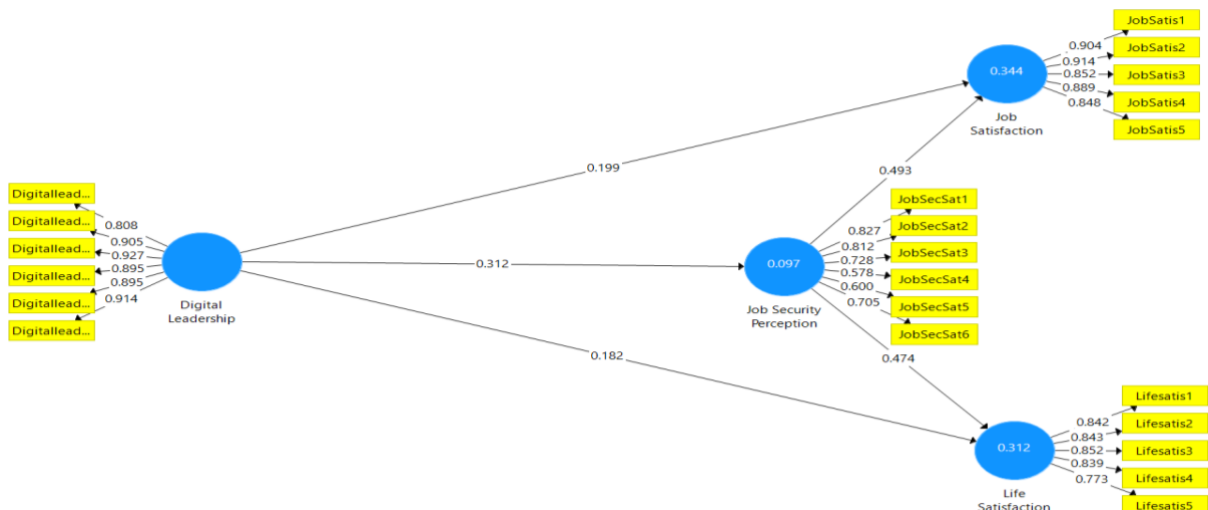 JobSatis1
JobSatis2
JobSatis3
JobSatis4
JobSatis5
0.904
0.914
0.852
0.889
0.848
0.344
Job
Satisfaction
0.199
0.493
Digitallead...
Digitallead...
Digitallead...
Digitallead...
Digitallead...
Digitallead...
0.808
0.905
0.927
0.895
0.895
0.914
Digital
Leadership
0.312
JobSecSat1
JobSecSat2
JobSecSat3
JobSecSat4
JobSecSat5
JobSecSat6
0.827
0.812
0.728
0.578
0.600
0.705
0.097
Job Security
Perception
0.182
0.474
Lifesatis1
Lifesatis2
Lifesatis3
Lifesatis4
Lifesatis5
0.842
0.843
0.852
0.839
0.773
0.312
Life
Satisfaction